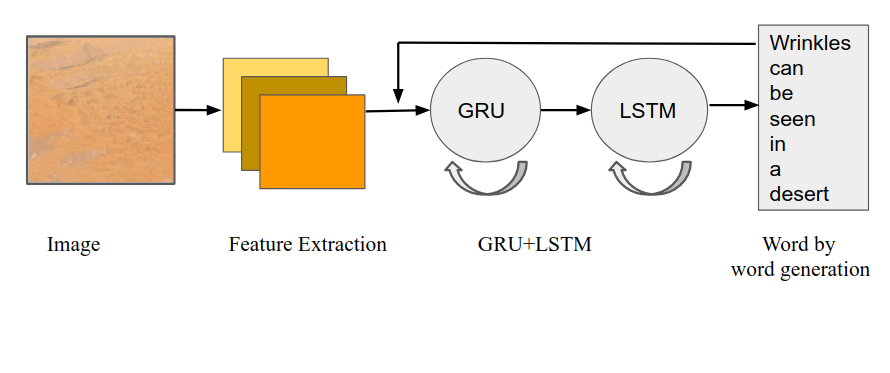 Wrinkles
can
be
seen
in
a
desert
GRU
LSTM
Image
Feature Extraction
GRU+LSTM
Word by
word generation